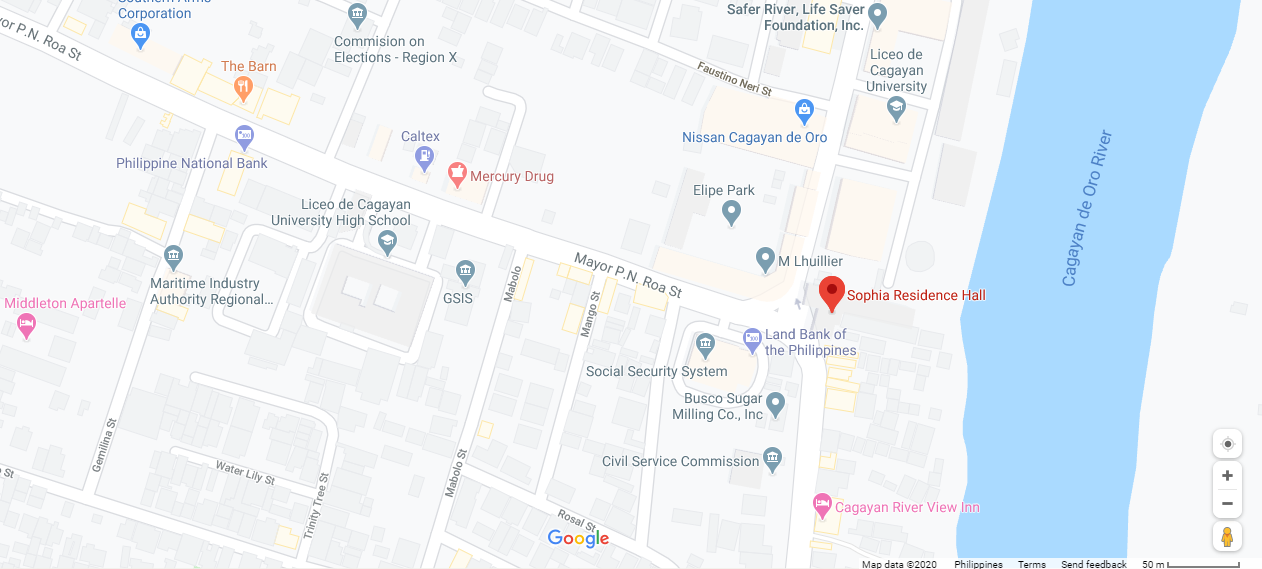 Southern Arms
Corporation
Mayor P.N. Roa St
Commision on
Elections - Region X
Safer River, Life Saver
Foundation, Inc.
Liceo de
Cagayan
University
The Barn
Faustino Neri St
Nissan Cagayan de Oro
Philippine National Bank
Caltex
Mercury Drug
Elipe Park
Cagayan de Oro River
Liceo de Cagayan
University High School
M Lhuillier
Mayor P.N. Roa St
Maritime Industry
Authority Regional...
GSIS
Mabolo
Mango St
Sophia Residence Hall
Middleton Apartelle
Land Bank of
the Philippines
Social Security System
Busco Sugar
Milling Co., Inc
Gemilina St
Water Lily St
Trinity Tree St
Mabolo St
Civil Service Commission
Rosal St
Cagayan River View Inn
Google
Map data ©2020 Philippines Terms Send feedback 50 m